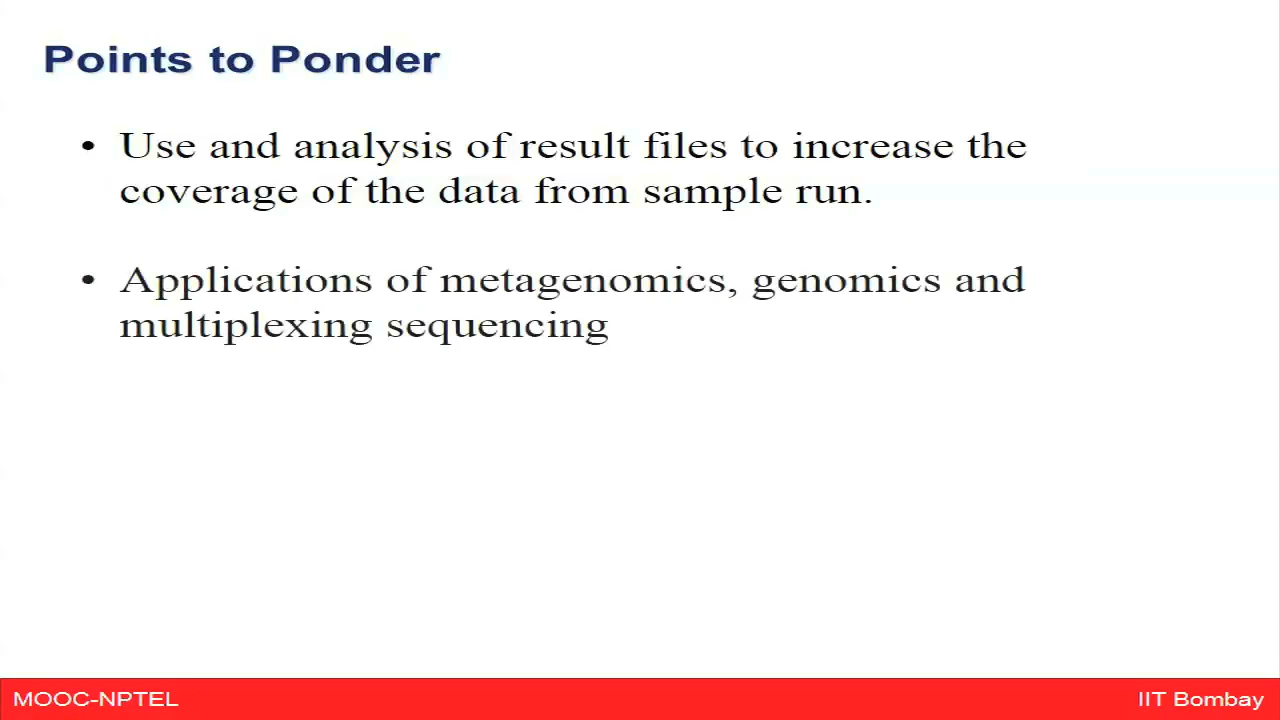 Points to Ponder
• Use and analysis of result files to increase the
coverage of the data from sample run.
• Applications of metagenomics, genomics and
multiplexing sequencing
MOOC-NPTEL
IIT Bombay